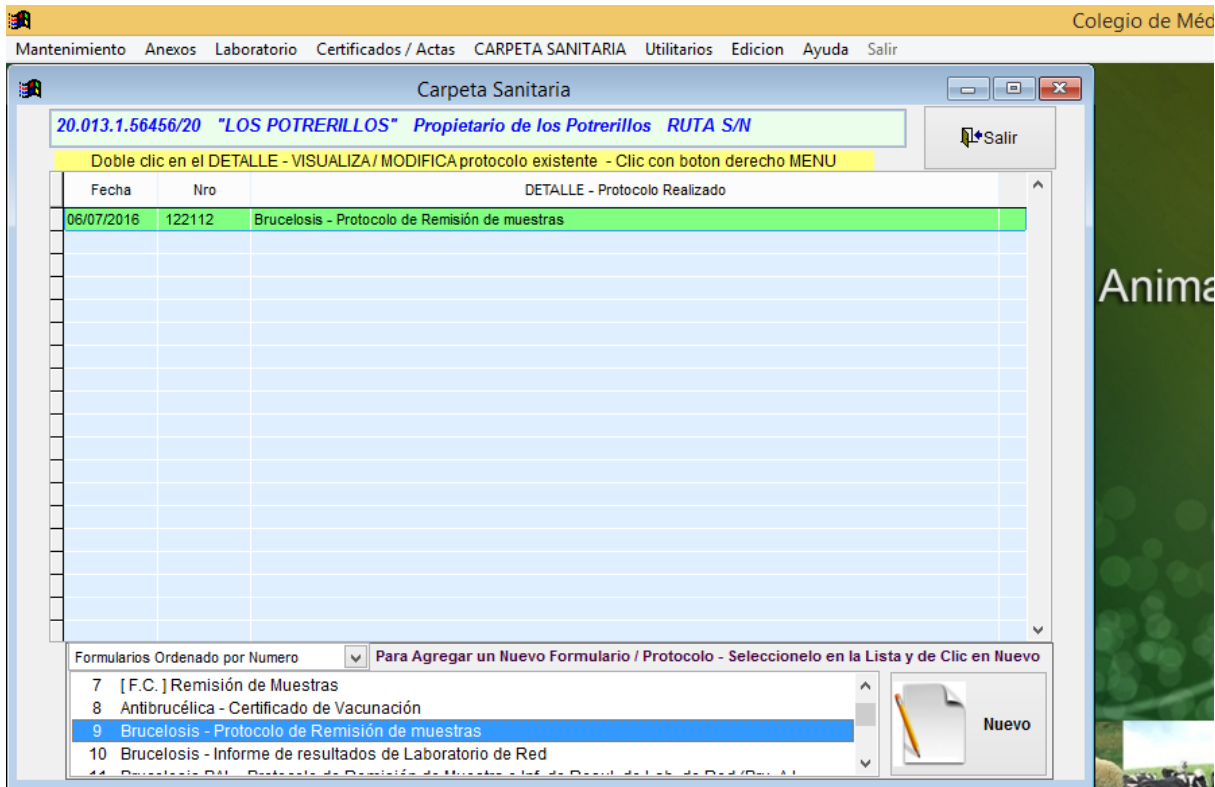 Colegio de Méd
Mantenimiento Anexos Laboratorio Certificados / Actas CARPETA SANITARIA Utilitarios Edicion Ayuda Salir
Carpeta Sanitaria
20.013.1.56456/20 "LOS POTRERILLOS" Propietario de los Potrerillos RUTA S/N
Salir
Doble clic en el DETALLE - VISUALIZA / MODIFICA protocolo existente - Clic con boton derecho MENU
Fecha Nro DETALLE - Protocolo Realizado
06/07/2016 122112 Brucelosis - Protocolo de Remisión de muestras
Anima
Formularios Ordenado por Numero Para Agregar un Nuevo Formulario / Protocolo - Seleccionelo en la Lista y de Clic en Nuevo
7 [ F.C. ] Remisión de Muestras
8 Antibrucélica - Certificado de Vacunación
9 Brucelosis - Protocolo de Remisión de muestras
10 Brucelosis - Informe de resultados de Laboratorio de Red
Nuevo